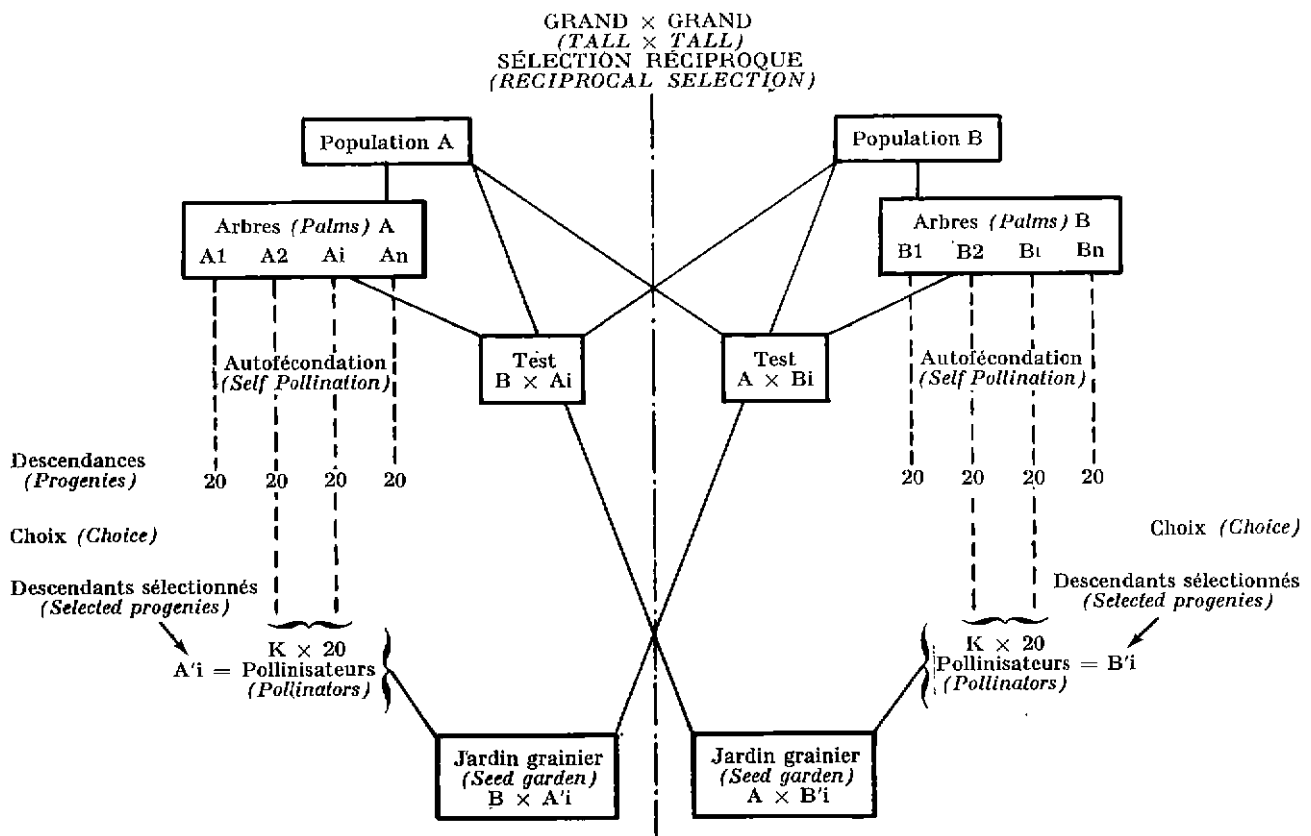 GRAND × GRAND
(TALL × TALL)
SÉLECTION RÉCIPROQUE
(RECIPROCAL SELECTION)
Population A
Population B
Arbres (Palms) A
A1 A2 Ai An
Arbres (Palms) B
B1 B2 Bi Bn
Test
B × Ai
Test
A × Bi
Autofécondation
(Self Pollination)
Autofécondation
(Self Pollination)
Descendances
(Progenies)
20 20 20 20
20 20 20 20
Choix (Choice)
Choix (Choice)
Descendants sélectionnés
(Selected progenies)
Descendants sélectionnés
(Selected progenies)
K × 20
A'i = Pollinisateurs
(Pollinators)
K × 20
Pollinisateurs = B'i
(Pollinators)
Jardin grainier
(Seed garden)
B × A'i
Jardin grainier
(Seed garden)
A × B'i